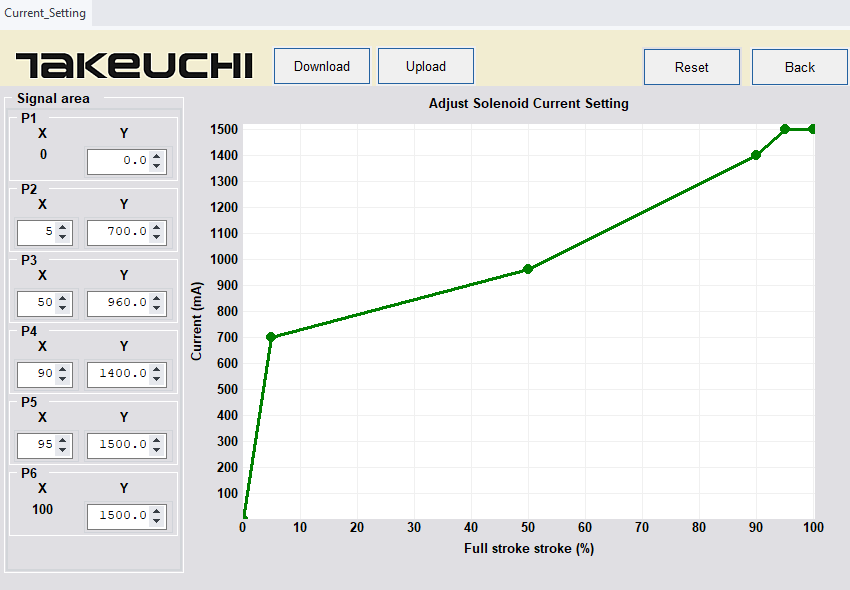 Current_Setting
TAKEUCHI
Download
Upload
Reset
Back
Signal area
P1
X Y
0 0.0
P2
X Y
5 700.0
P3
X Y
50 960.0
P4
X Y
90 1400.0
P5
X Y
95 1500.0
P6
X Y
100 1500.0
Adjust Solenoid Current Setting
Current (mA)
1500
1400
1300
1200
1100
1000
900
800
700
600
500
400
300
200
100
0 10 20 30 40 50 60 70 80 90 100
Full stroke stroke (%)